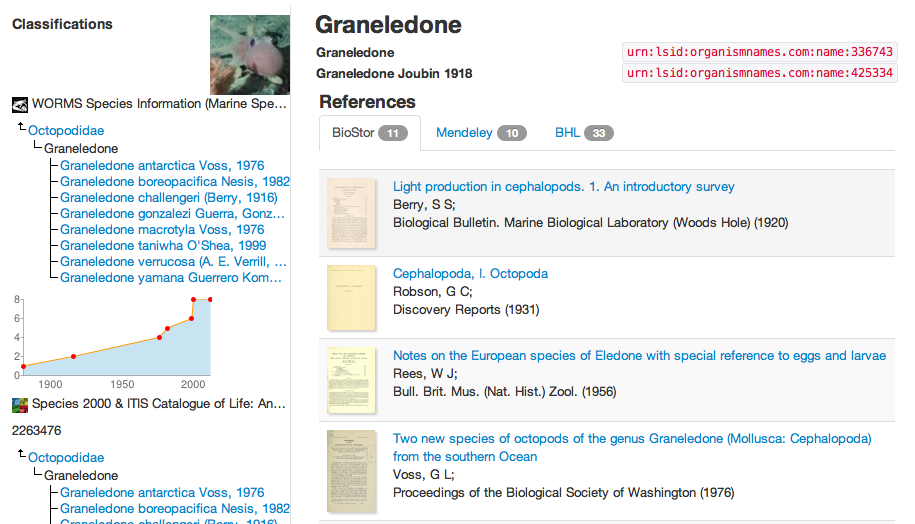 Classifications
WORMS Species Information (Marine Spe...
Octopodidae
Graneledone
Graneledone antarctica Voss, 1976
Graneledone boreopacifica Nesis, 1982
Graneledone challengeri (Berry, 1916)
Graneledone gonzalezi Guerra, Gonz...
Graneledone macrotyla Voss, 1976
Graneledone taniwha O'Shea, 1999
Graneledone verrucosa (A. E. Verrill, ...
Graneledone yamana Guerrero Kom...
8
6
4
2
0
1900 1950 2000
Species 2000 & ITIS Catalogue of Life: An...
2263476
Octopodidae
Graneledone
Graneledone antarctica Voss, 1976
Graneledone boreopacifica Nesis, 1982
Graneledone challengeri (Berry, 1916)
Graneledone
Graneledone urn:lsid:organismnames.com:name:336743
Graneledone Joubin 1918 urn:lsid:organismnames.com:name:425334
References
BioStor 11 Mendeley 10 BHL 33
Light production in cephalopods. 1. An introductory survey
Berry, S S;
Biological Bulletin. Marine Biological Laboratory (Woods Hole) (1920)
Cephalopoda, I. Octopoda
Robson, G C;
Discovery Reports (1931)
Notes on the European species of Eledone with special reference to eggs and larvae
Rees, W J;
Bull. Brit. Mus. (Nat. Hist.) Zool. (1956)
Two new species of octopods of the genus Graneledone (Mollusca: Cephalopoda)
from the southern Ocean
Voss, G L;
Proceedings of the Biological Society of Washington (1976)